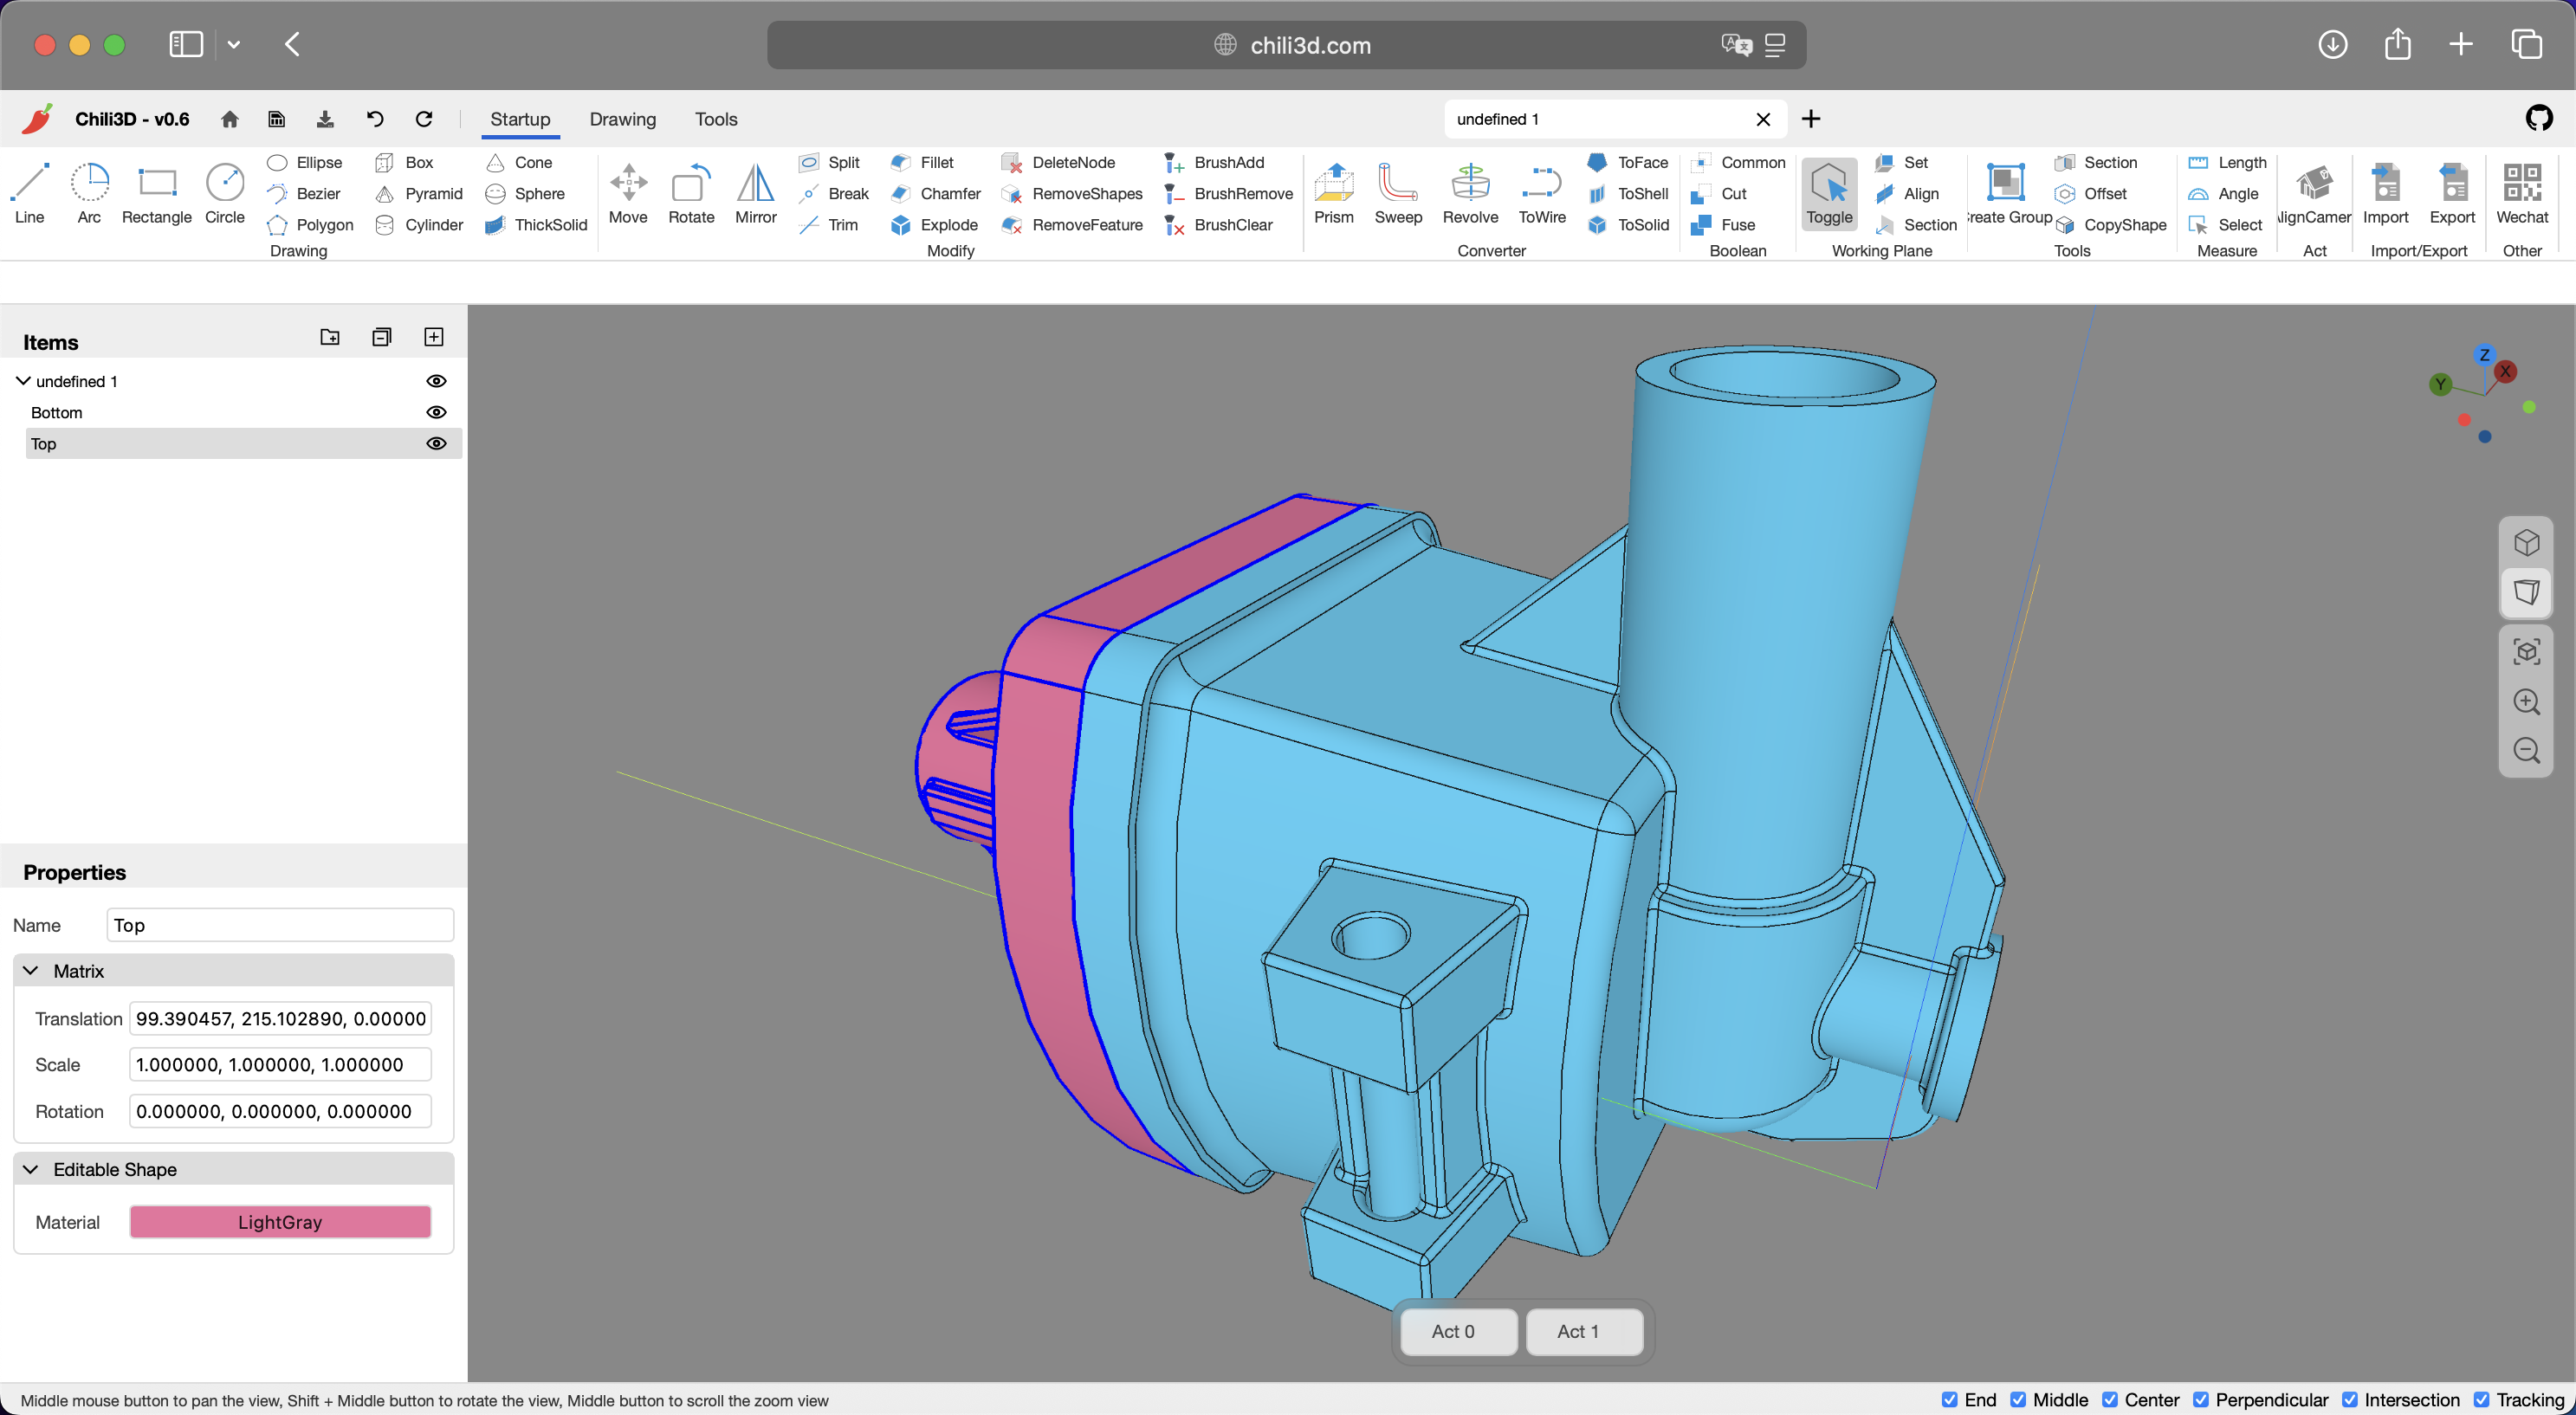 chili3d.com
Chili3D - v0.6
Startup Drawing Tools
undefined 1
Line
Arc
Rectangle
Circle
Ellipse
Bezier
Polygon
Box
Pyramid
Cylinder
Cone
Sphere
ThickSolid
Drawing
Move
Rotate
Mirror
Split
Break
Trim
Fillet
Chamfer
Explode
DeleteNode
RemoveShapes
RemoveFeature
BrushAdd
BrushRemove
BrushClear
Modify
Prism
Sweep
Revolve
ToWire
ToFace
ToShell
ToSolid
Converter
Common
Cut
Fuse
Boolean
Toggle
Set
Align
Section
Working Plane
reate Group
Section
Offset
CopyShape
Tools
Length
Angle
Select
Measure
lignCamer
Act
Import
Export
Import/Export
Wechat
Other
Items
undefined 1
Bottom
Top
Z
X
Y
Properties
Name Top
Matrix
Translation 99.390457, 215.102890, 0.00000
Scale 1.000000, 1.000000, 1.000000
Rotation 0.000000, 0.000000, 0.000000
Editable Shape
Material LightGray
Act 0 Act 1
Middle mouse button to pan the view, Shift + Middle button to rotate the view, Middle button to scroll the zoom view
End Middle Center Perpendicular Intersection Tracking